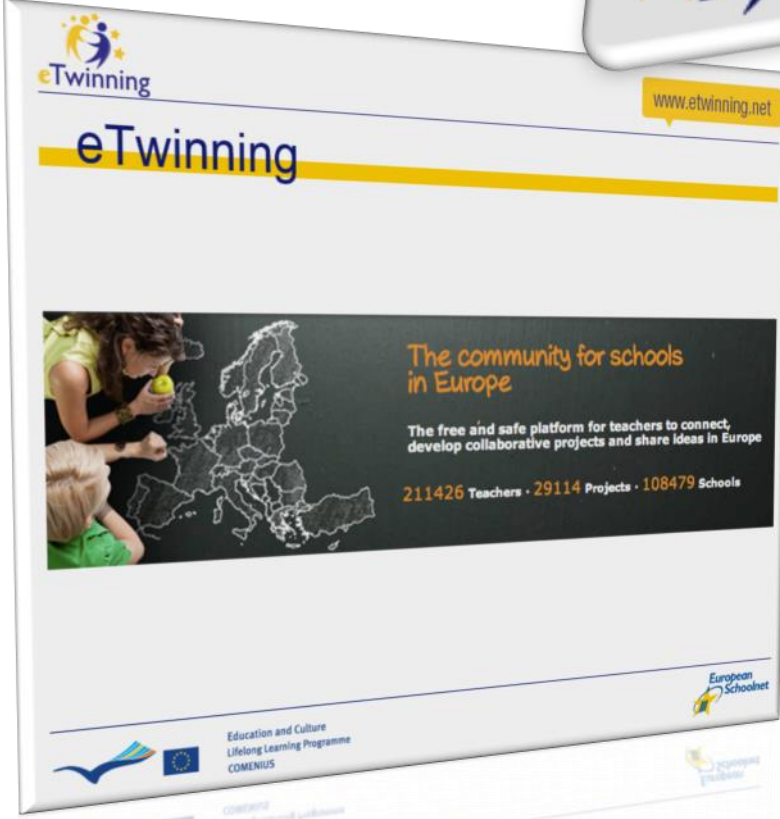 eTwinning
www.etwinning.net
eTwinning
The community for schools
in Europe
The free and safe platform for teachers to connect,
develop collaborative projects and share ideas in Europe
211426 Teachers · 29114 Projects · 108479 Schools
European
Schoolnet
Education and Culture
Lifelong Learning Programme
COMENIUS